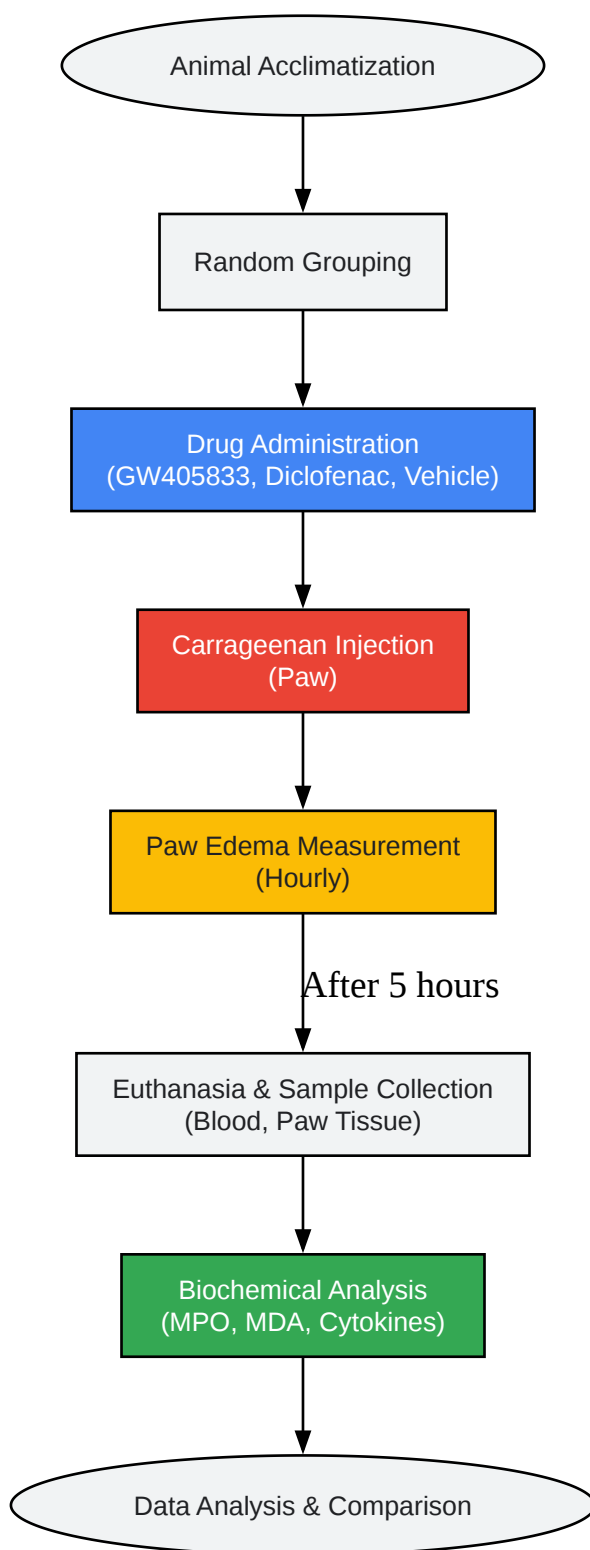 Animal Acclimatization
Random Grouping
Drug Administration
(GW405833, Diclofenac, Vehicle)
Carrageenan Injection
(Paw)
Paw Edema Measurement
(Hourly)
After 5 hours
Euthanasia & Sample Collection
(Blood, Paw Tissue)
Biochemical Analysis
(MPO, MDA, Cytokines)
Data Analysis & Comparison